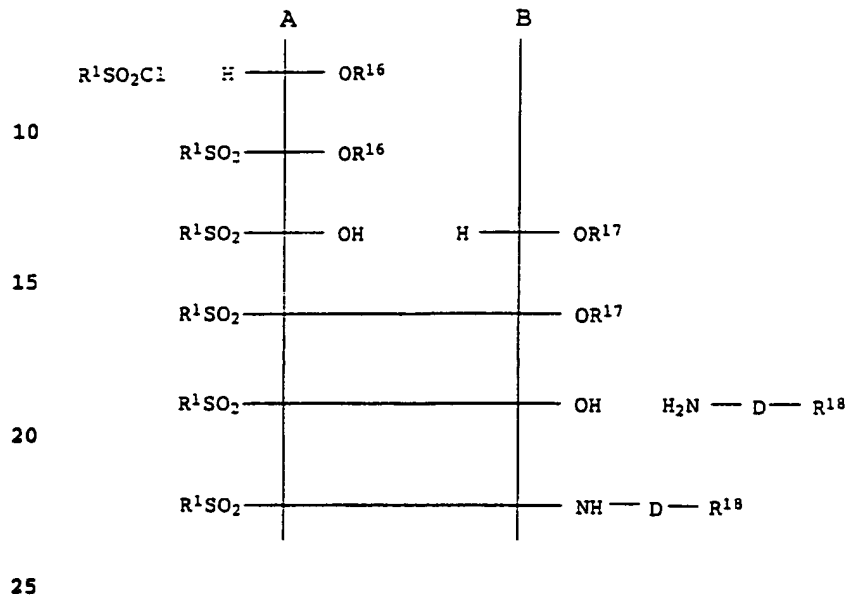 A B
R¹SO₂Cl H OR¹⁶
10
R¹SO₂ OR¹⁶
R¹SO₂ OH H OR¹⁷
15
R¹SO₂ OR¹⁷
R¹SO₂ OH H₂N — D — R¹⁸
20
R¹SO₂ NH — D — R¹⁸
25